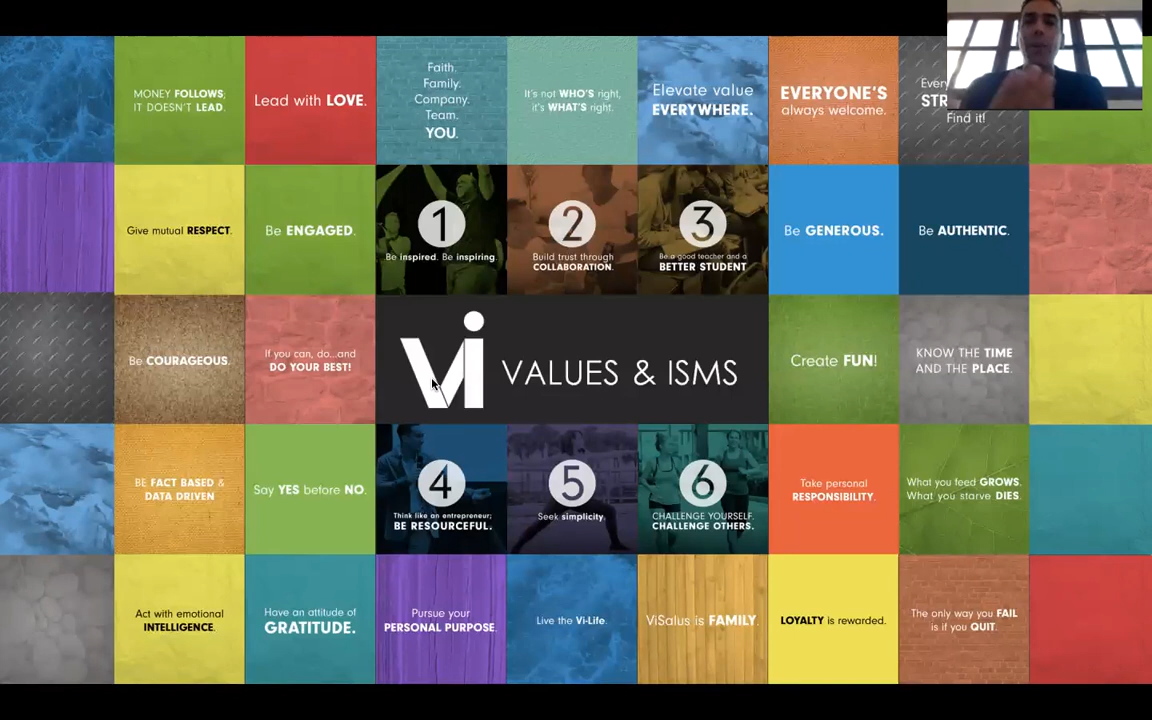 MONEY FOLLOWS;
IT DOESN'T LEAD.
Lead with LOVE.
Faith.
Family.
Company.
Team.
YOU.
It's not WHO'S right,
it's WHAT'S right.
Elevate value
EVERYWHERE.
EVERYONE'S
always welcome.
Find it!
Give mutual RESPECT.
Be ENGAGED.
1
Be inspired. Be inspiring.
2
Build trust through
COLLABORATION.
3
Be a good teacher and a
BETTER STUDENT
Be GENEROUS.
Be AUTHENTIC.
Be COURAGEOUS.
If you can, do...and
DO YOUR BEST!
Vi VALUES & ISMS
Create FUN!
KNOW THE TIME
AND THE PLACE.
BE FACT BASED &
DATA DRIVEN
Say YES before NO.
4
Think like an entrepreneur;
BE RESOURCEFUL.
5
Seek simplicity.
6
CHALLENGE YOURSELF,
CHALLENGE OTHERS.
Take personal
RESPONSIBILITY.
What you feed GROWS.
What you starve DIES.
Act with emotional
INTELLIGENCE.
Have an attitude of
GRATITUDE.
Pursue your
PERSONAL PURPOSE.
Live the Vi-Life.
ViSalus is FAMILY.
LOYALTY is rewarded.
The only way you FAIL
is if you QUIT.